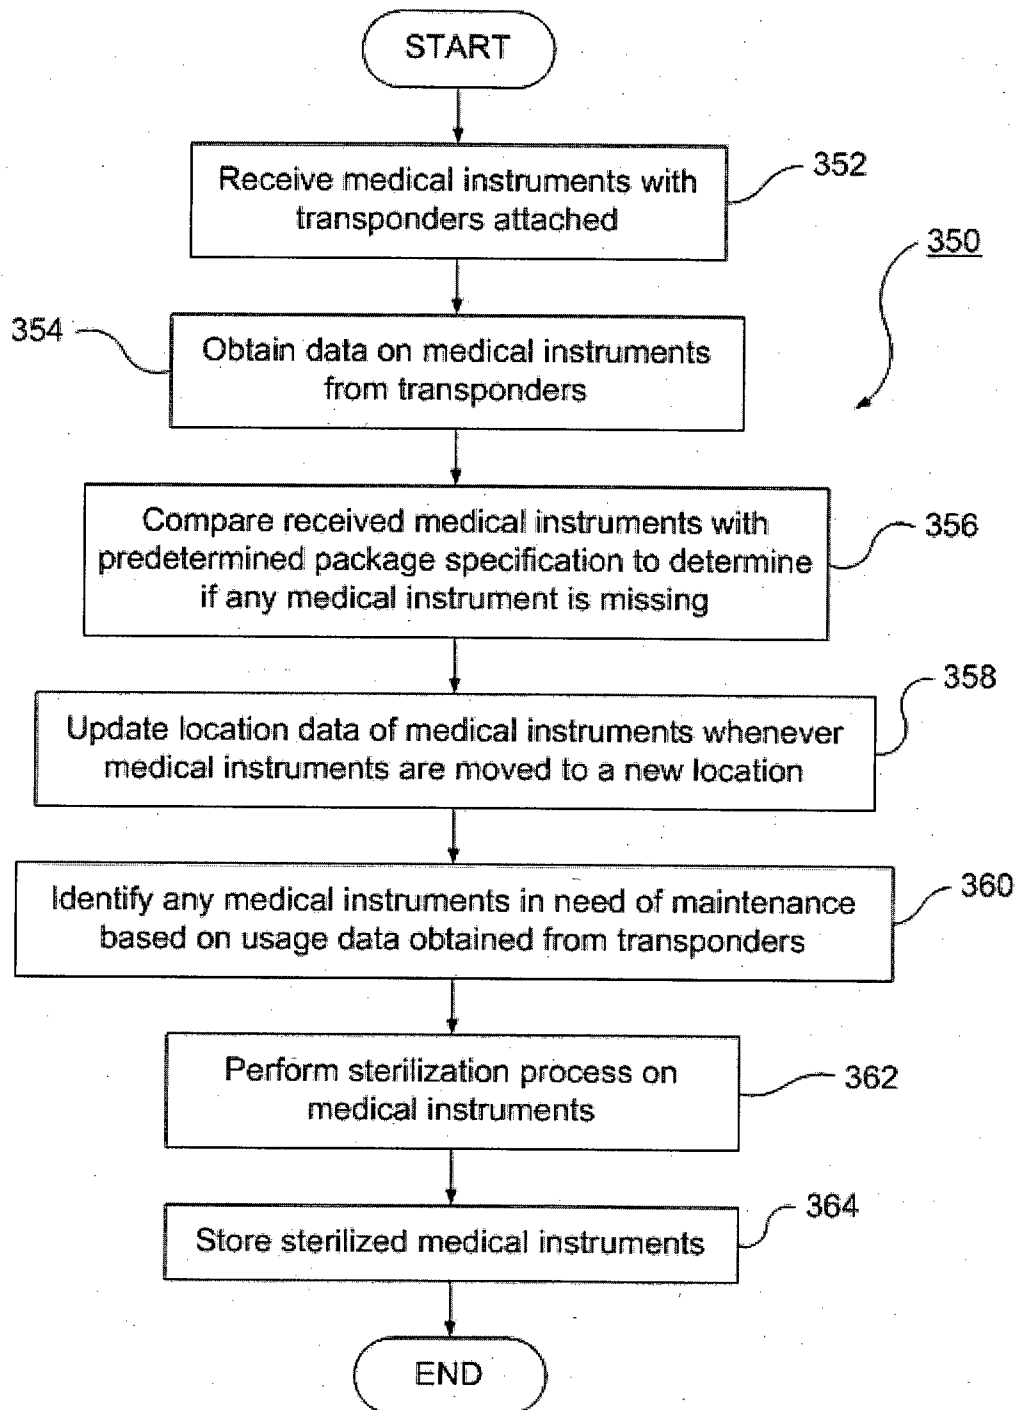 START
Receive medical instruments with
transponders attached
352
350
354
Obtain data on medical instruments
from transponders
Compare received medical instruments with
predetermined package specification to determine
if any medical instrument is missing
356
358
Update location data of medical instruments whenever
medical instruments are moved to a new location
Identify any medical instruments in need of maintenance
based on usage data obtained from transponders
360
Perform sterilization process on
medical instruments
362
364
Store sterilized medical instruments
END